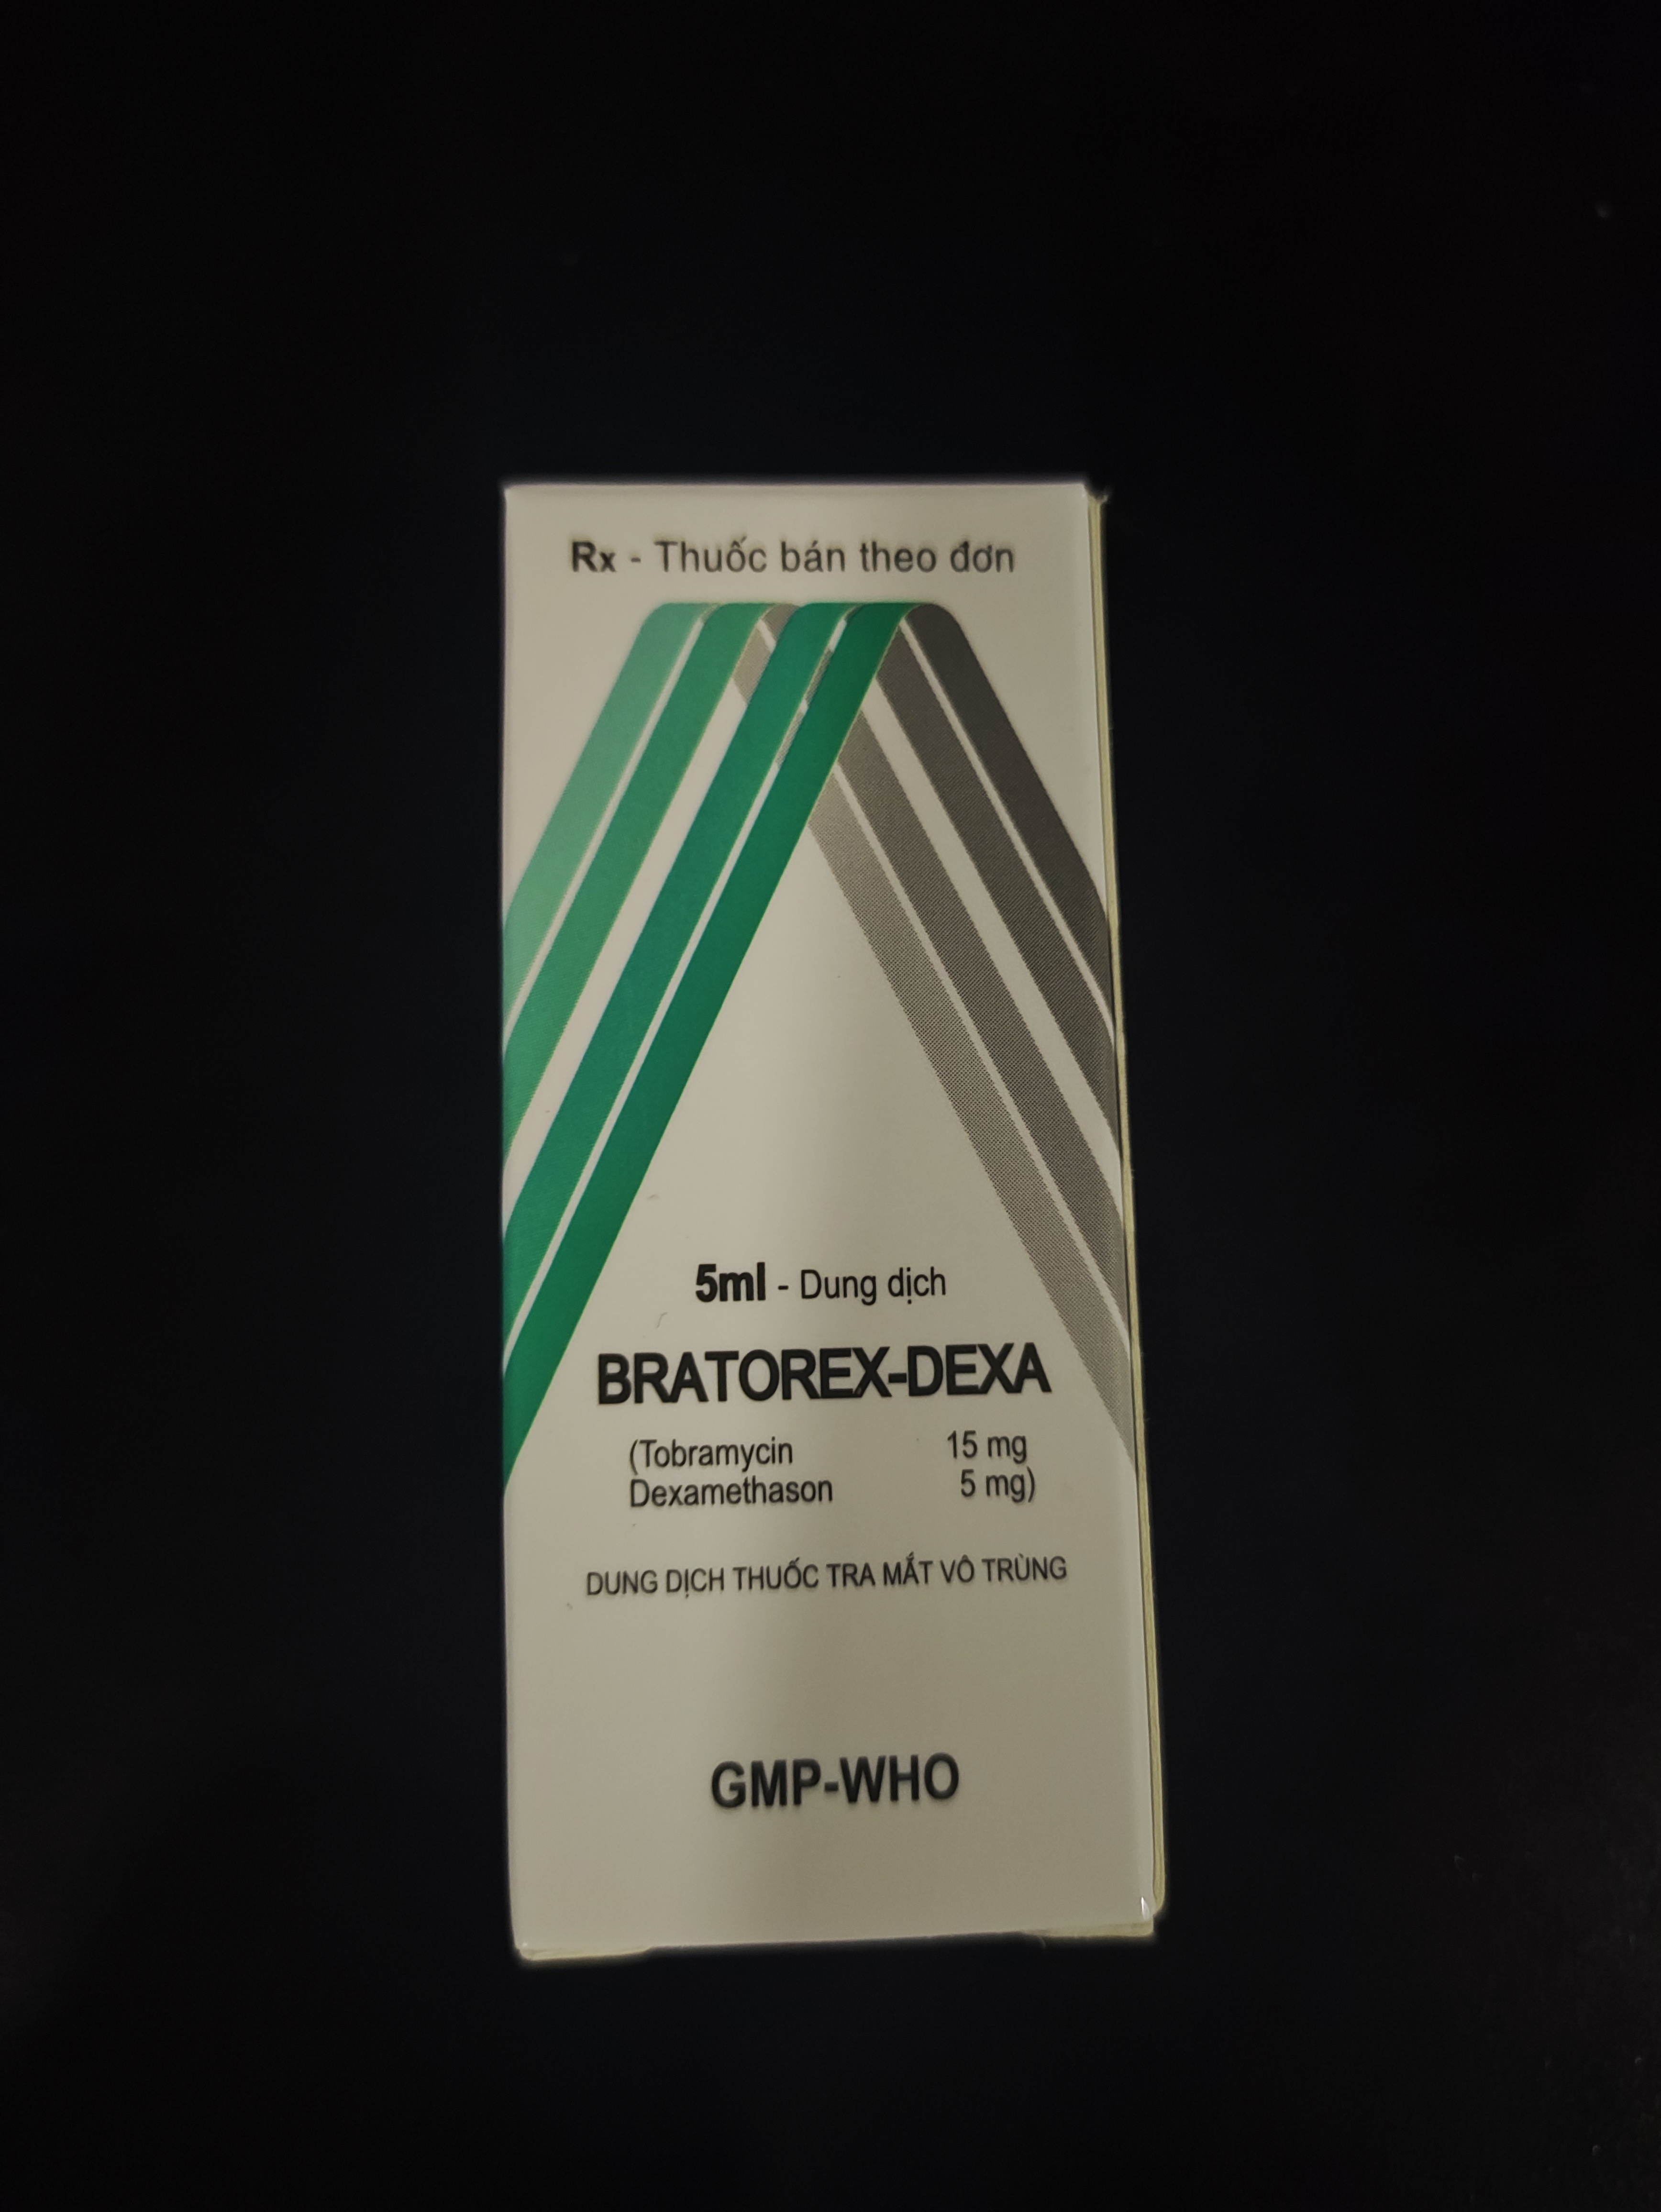 Rx - Thuốc bán theo đơn
5ml - Dung dịch
BRATOREX-DEXA
(Tobramycin 15 mg
Dexamethason 5 mg)
DUNG DỊCH THUỐC TRA MẮT VÔ TRÙNG
GMP-WHO